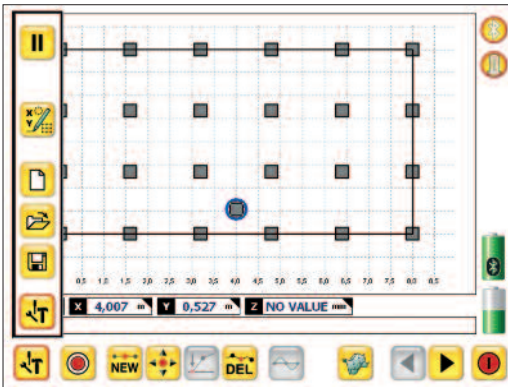 X
Y
0,5 1,0 1,5 2,0 2,5 3,0 3,5 4,0 4,5 5,0 5,5 6,0 6,5 7,0 7,5 8,0 8,5
X 4,007 m Y 0,527 m Z NO VALUE mm
T
T NEW DEL